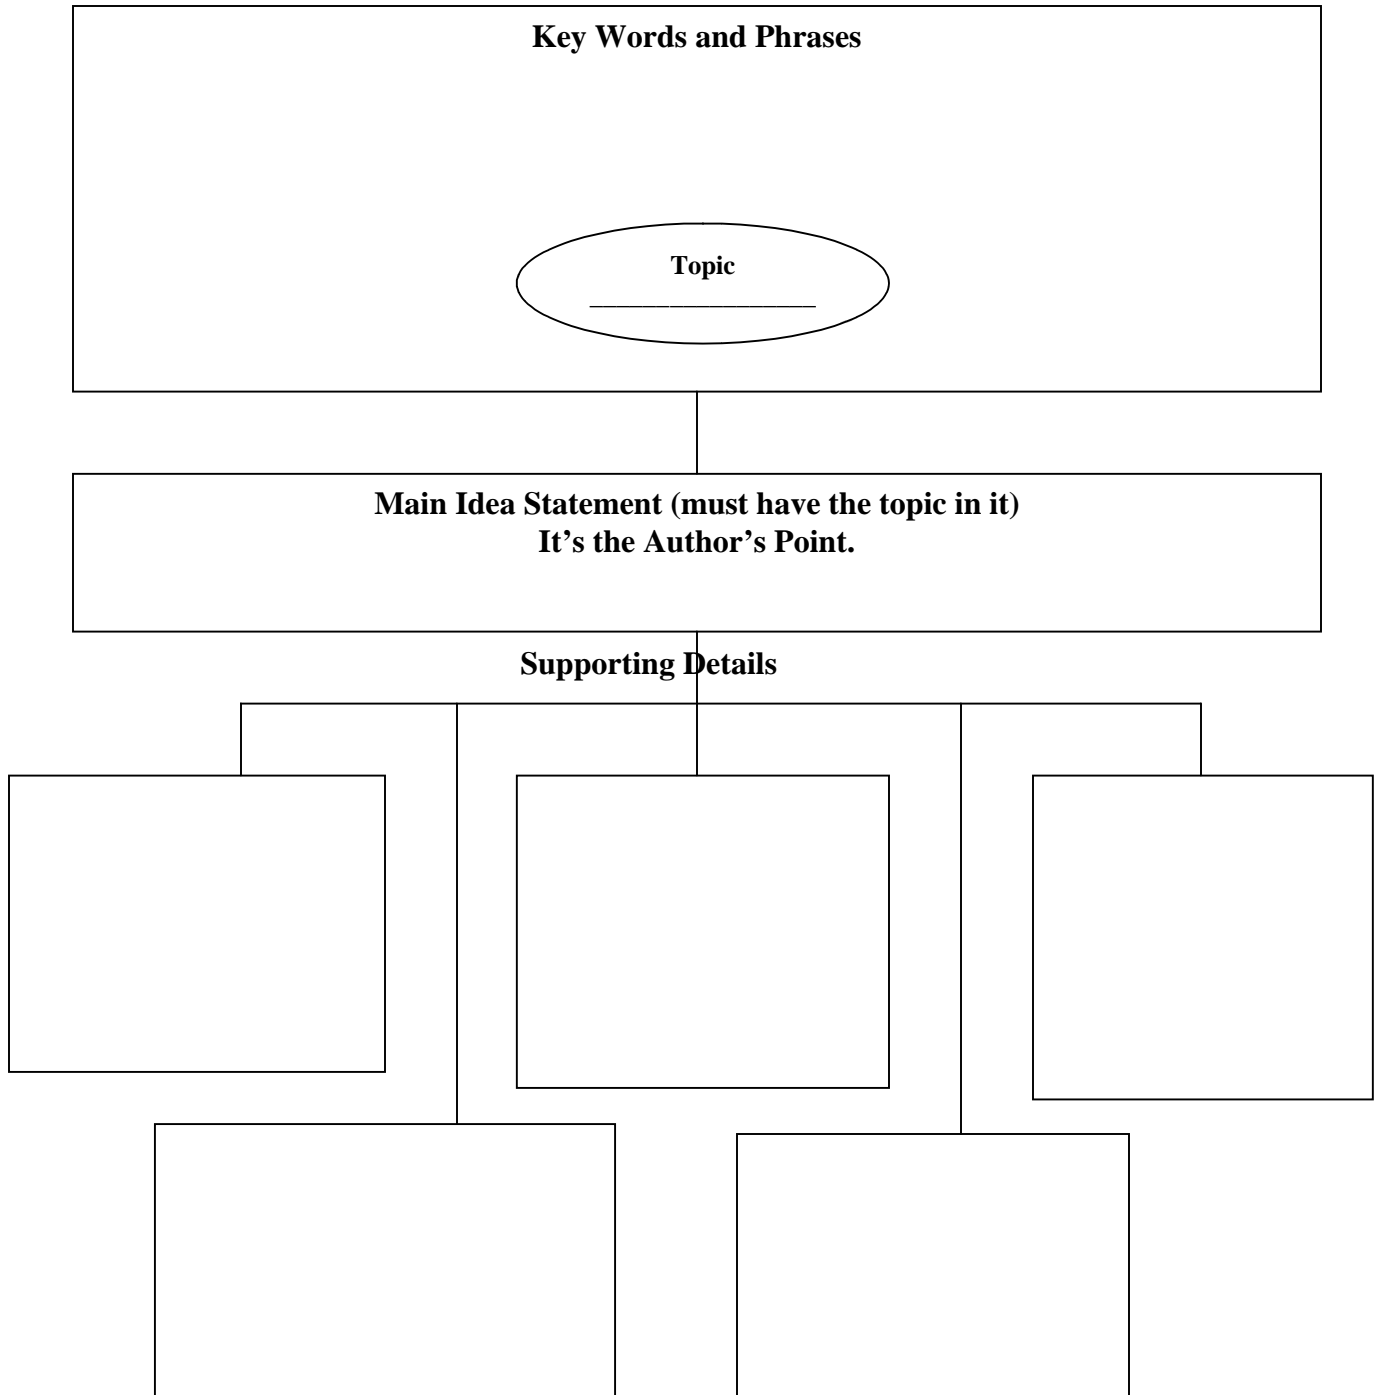 Key Words and Phrases
Topic
_________________
Main Idea Statement (must have the topic in it)
It’s the Author’s Point.
Supporting Details